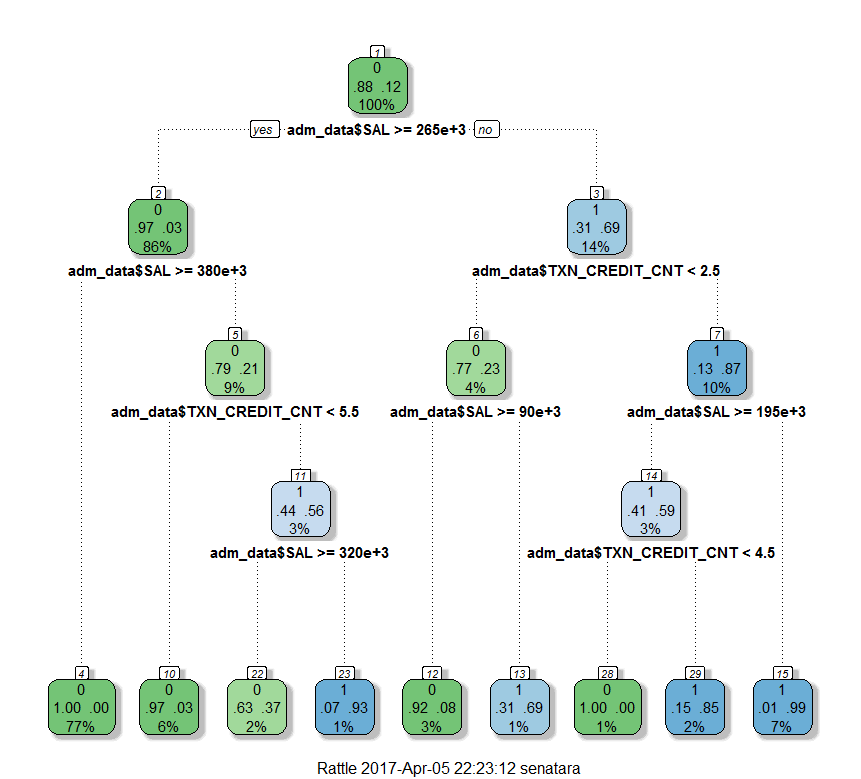 1
0
.88 .12
100%
yes adm_data$SAL >= 265e+3 no
2 3
0 1
.97 .03 .31 .69
86% 14%
adm_data$SAL >= 380e+3 adm_data$TXN_CREDIT_CNT < 2.5
5 6 7
0 0 1
.79 .21 .77 .23 .13 .87
9% 4% 10%
adm_data$TXN_CREDIT_CNT < 5.5 adm_data$SAL >= 90e+3 adm_data$SAL >= 195e+3
11 14
1 1
.44 .56 .41 .59
3% 3%
adm_data$SAL >= 320e+3 adm_data$TXN_CREDIT_CNT < 4.5
4 10 22 23 12 13 28 29 15
0 0 0 1 0 1 0 1 1
1.00 .00 .97 .03 .63 .37 .07 .93 .92 .08 .31 .69 1.00 .00 .15 .85 .01 .99
77% 6% 2% 1% 3% 1% 1% 2% 7%
Rattle 2017-Apr-05 22:23:12 senatara